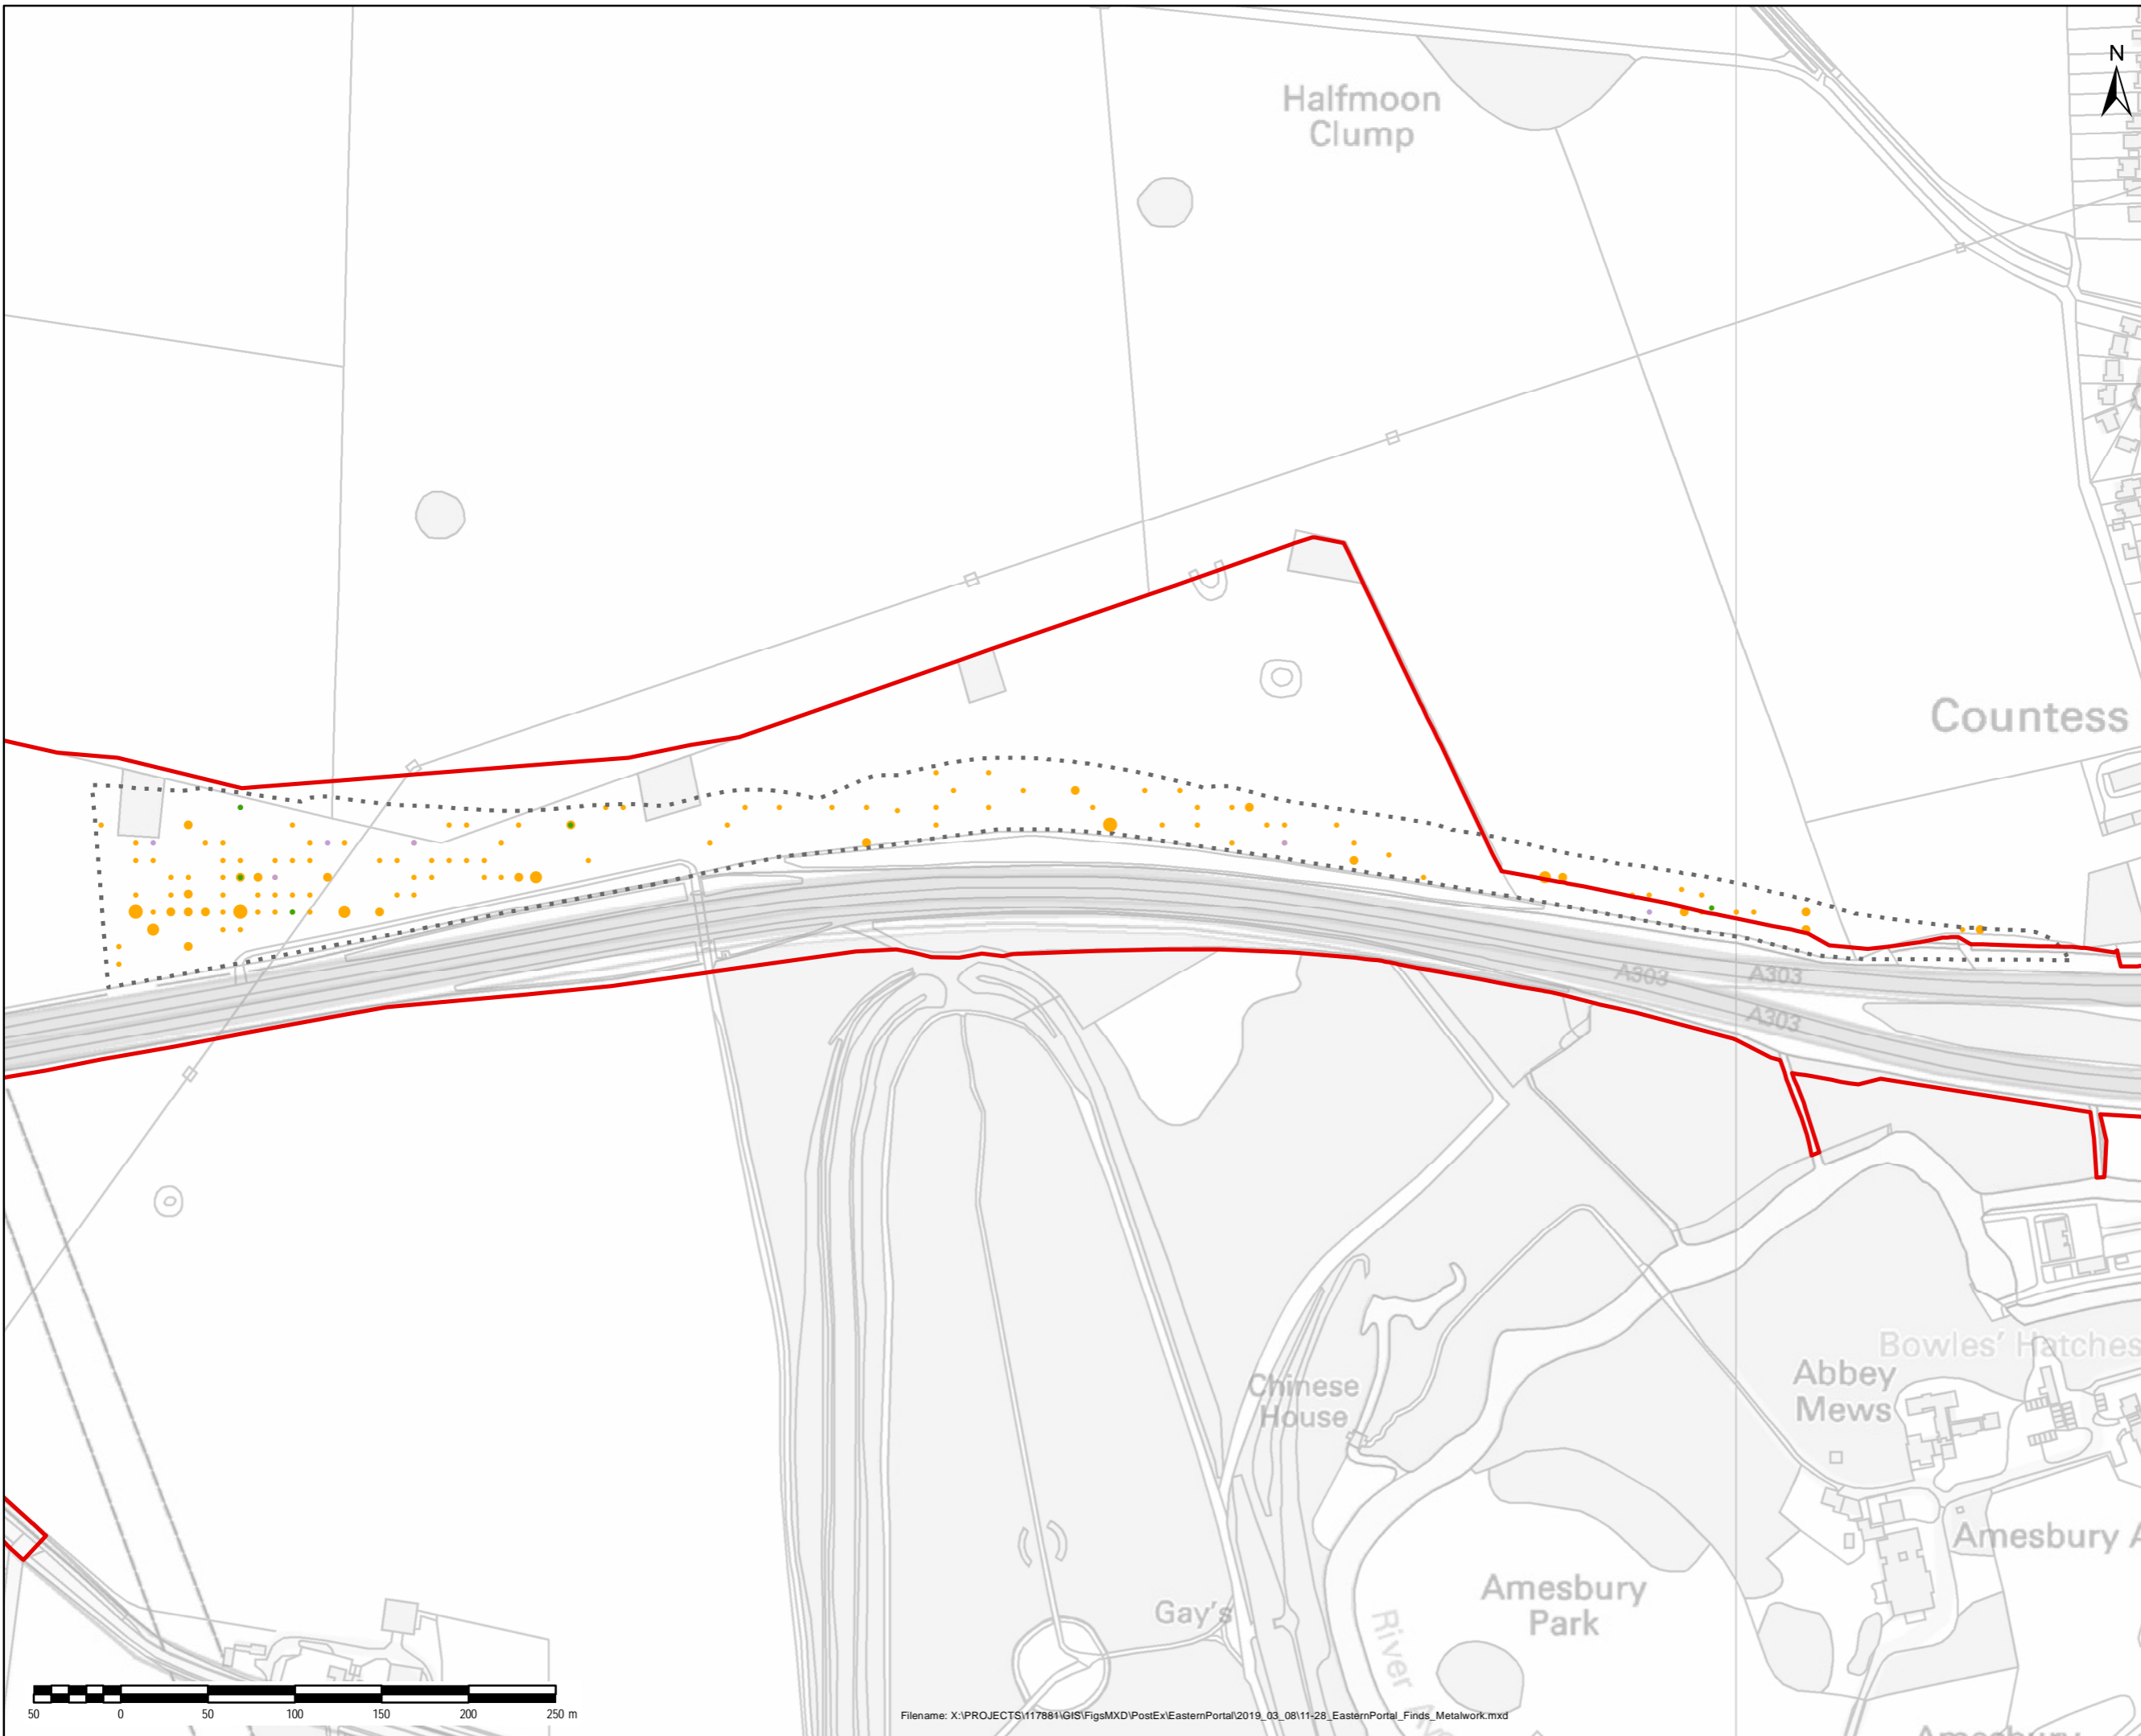 N
Halfmoon
Clump
Countess
A303
A303
A303
Bowles' Hatches
Abbey
Mews
Chinese
House
Amesbury A
Amesbury
Park
Gay's
River
Amesbury
50 0 50 100 150 200 250 m
Filename: X:\PROJECTS\117881\GIS\FigsMXD\PostEx\EasternPortal\2019_03_08\11-28_EasternPortal_Finds_Metalwork.mxd